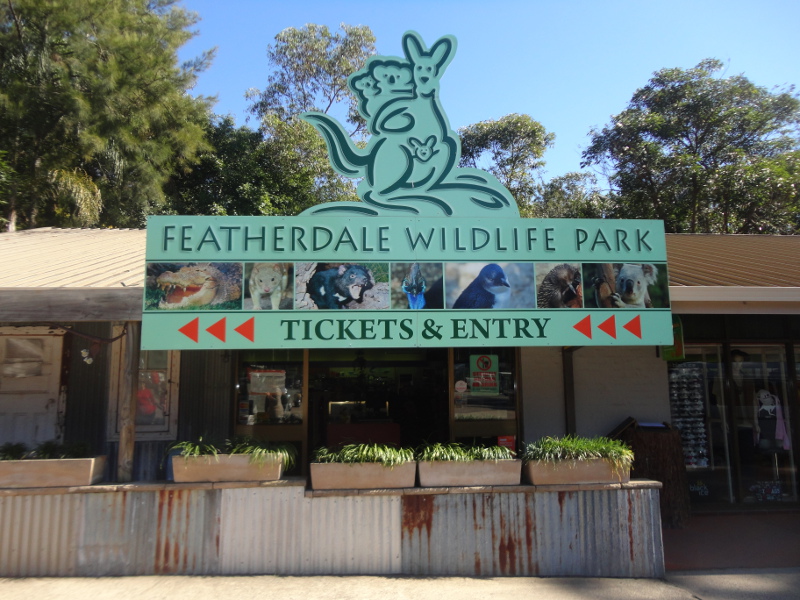 FEATHERDALE WILDLIFE PARK
TICKETS & ENTRY